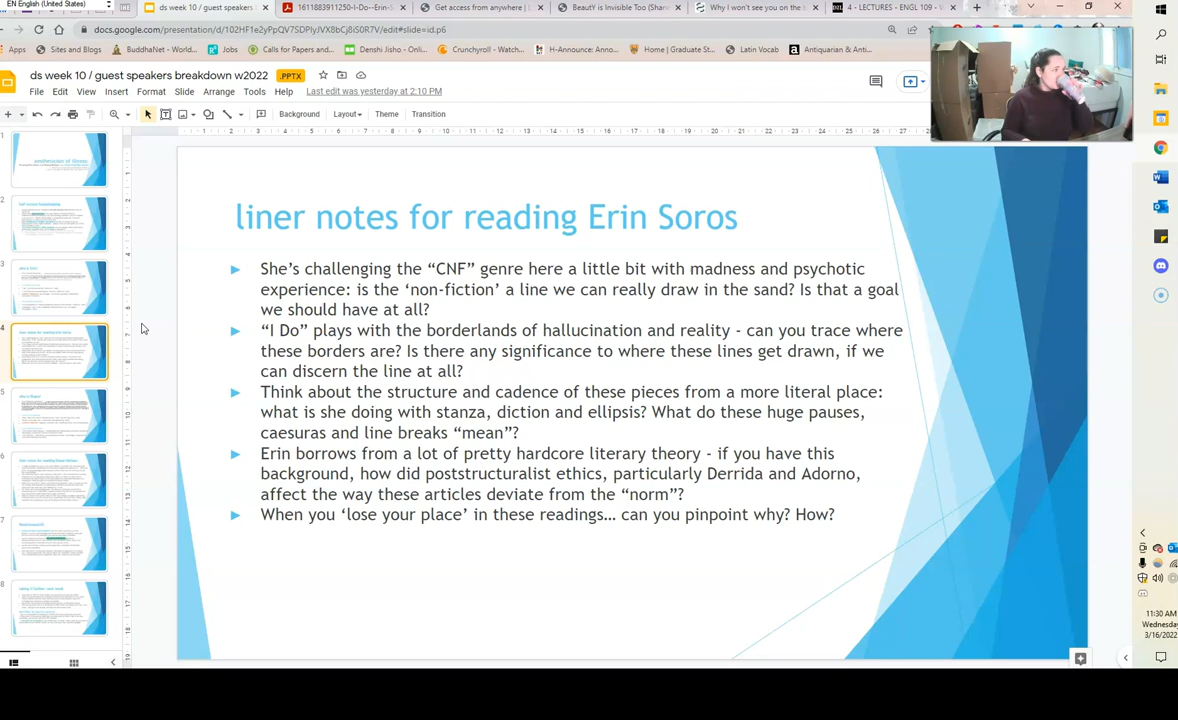 EN English (United States)
ds week 10 / guest speakers b
1611883911250-I-Do--Erin-S
Get access from anywhere | L
BeautY is Invisible Too (Share
Why I won't see you on the b
4 - LECTURES - ENGL 109 - W
docs.google.com/presentation/d/
edit#slide=id.p6
Apps
Sites and Blogs
BuddhaNet - Worldw...
Jobs
Calls for Papers and...
Denshi Jisho - Onli...
Crunchyroll - Watch...
H-Announce: Anno...
Home | Graduate St...
Latin Vocab
Antiquarian & Anti...
ds week 10 / guest speakers breakdown w2022
.PPTX
File Edit View Insert Format Slide Arrange Tools Help
Last edit was yesterday at 2:10 PM
Background
Layout
Theme
Transition
liner notes for reading Erin Soros
She's challenging the "CNF" genre here a little bit with madness and psychotic
experience: is the 'non-fiction' a line we can really draw in the sand? Is that a goal
we should have at all?
"I Do" plays with the borderlands of hallucination and reality - can you trace where
these borders are? Is there any significance to where these lines get drawn, if we
can discern the line at all?
Think about the structure and cadence of these pieces from a more literal place:
what is she doing with stanza, diction and ellipsis? What do these huge pauses,
caesuras and line breaks "mean"?
Erin borrows from a lot of pretty hardcore literary theory - if you have this
background, how did poststructuralist ethics, particularly Derrida and Adorno,
affect the way these articles deviate from the "norm"?
When you 'lose your place' in these readings... can you pinpoint why? How?
1
2
3
4
5
6
7
8
11:30 AM
Wednesday
3/16/2022